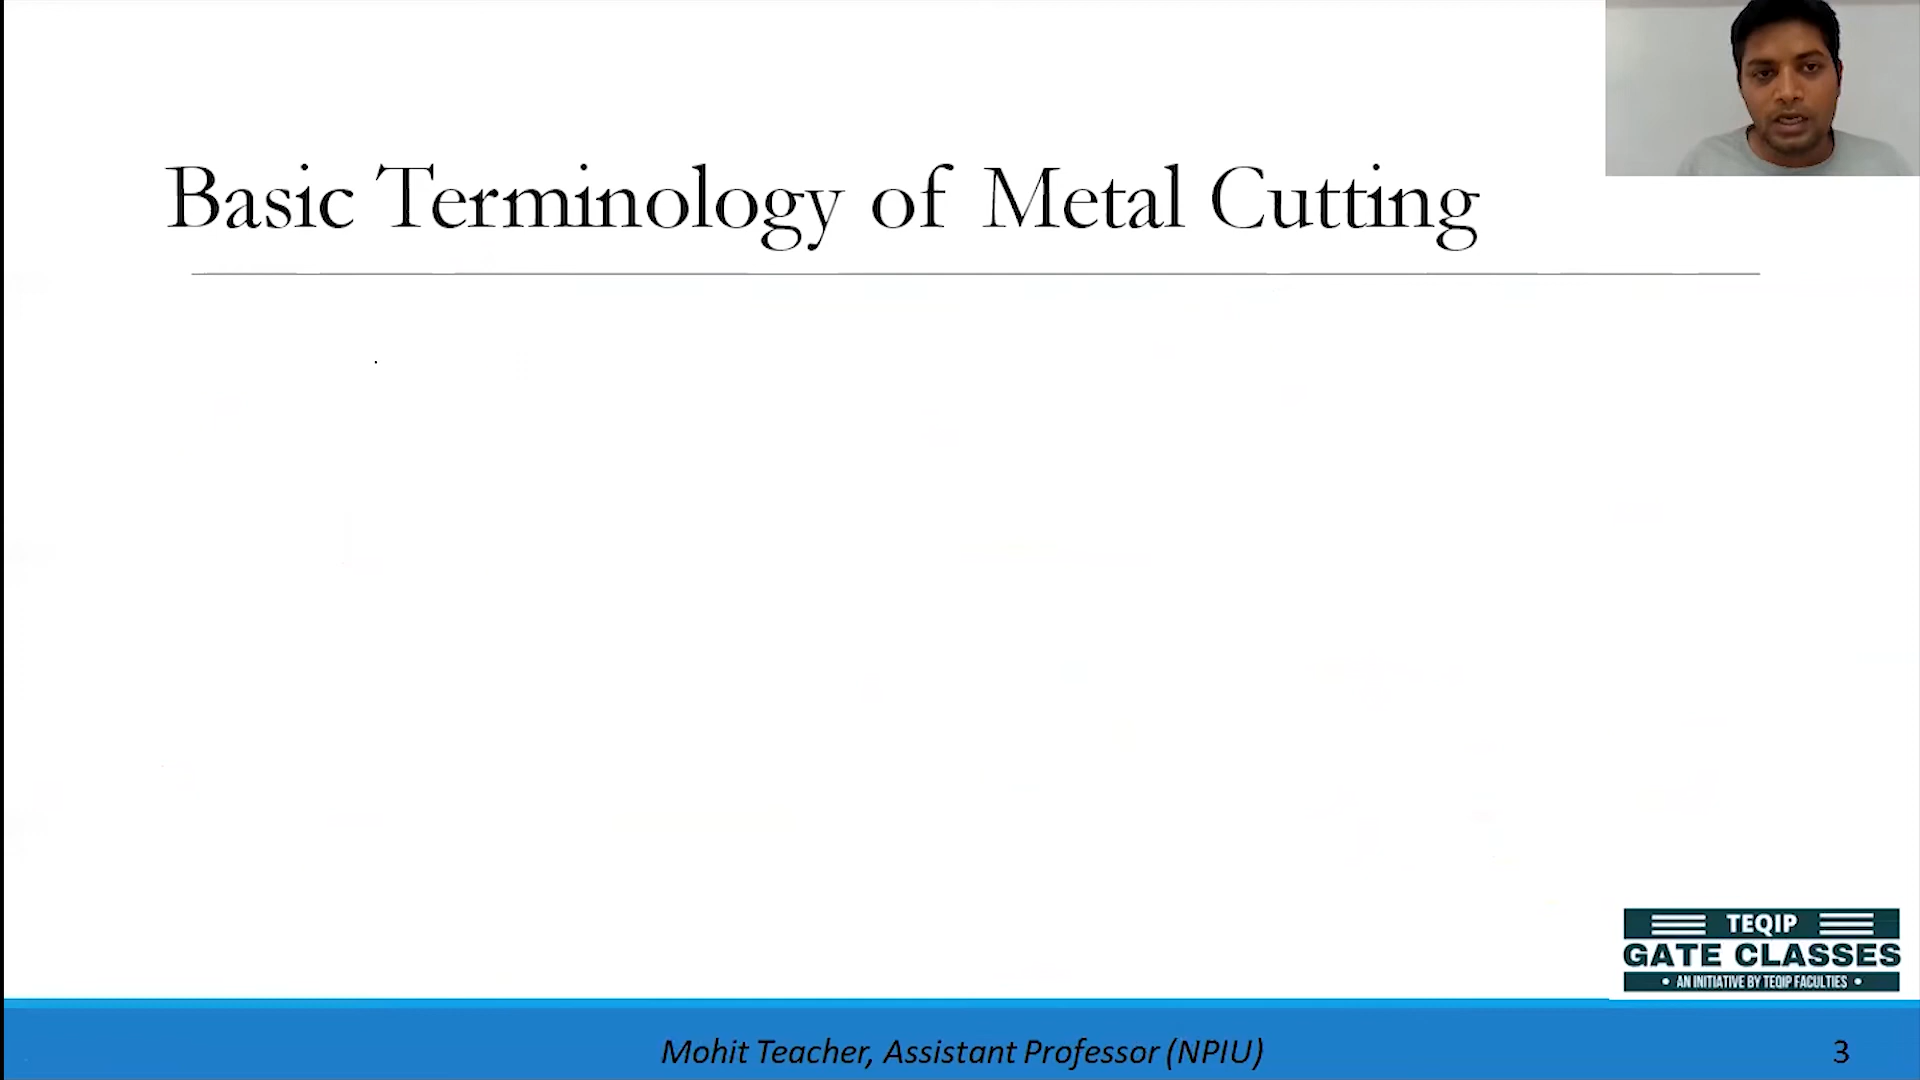 Basic Terminology of Metal Cutting
TEQIP
GATE CLASSES
• AN INITIATIVE BY TEQIP FACULTIES •
Mohit Teacher, Assistant Professor (NPIU)
3